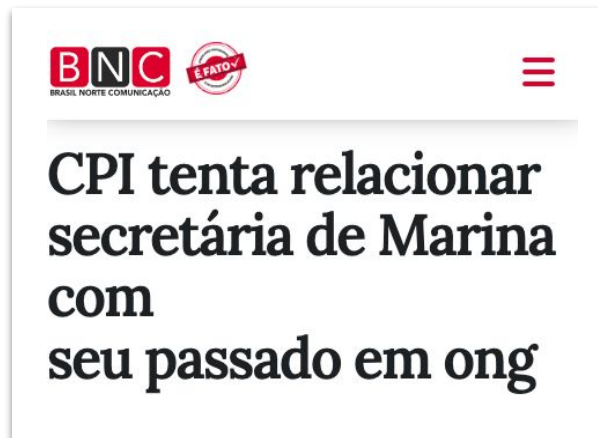 BNC
BRASIL NORTE COMUNICAÇÃO
É FATO
CPI tenta relacionar
secretária de Marina
com
seu passado em ong